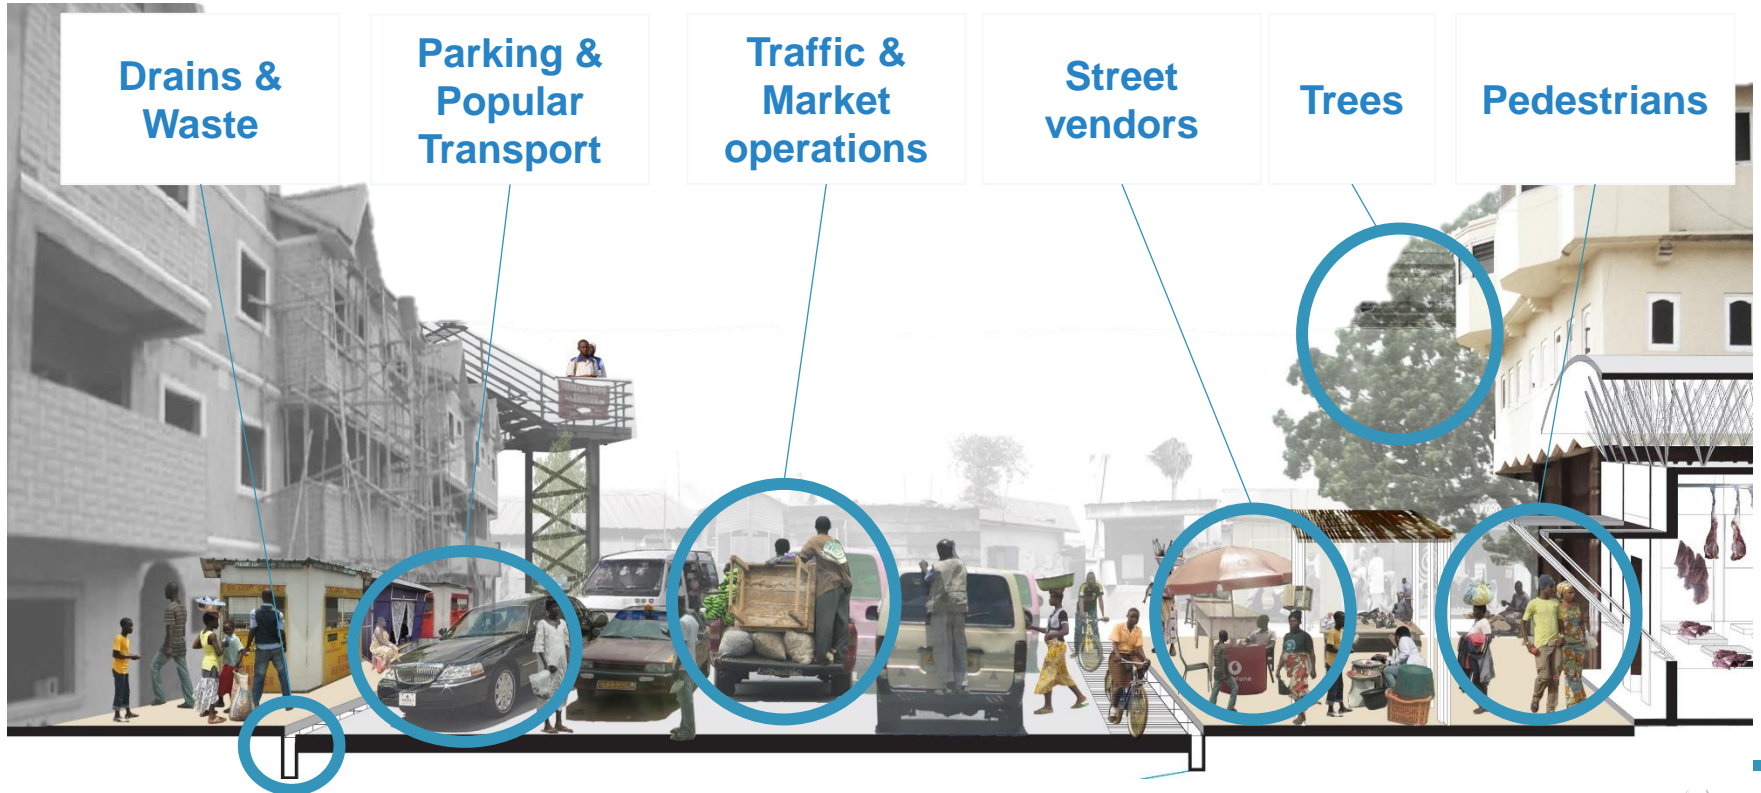 Drains &
Waste
Parking &
Popular
Transport
Traffic &
Market
operations
Street
vendors
Trees
Pedestrians